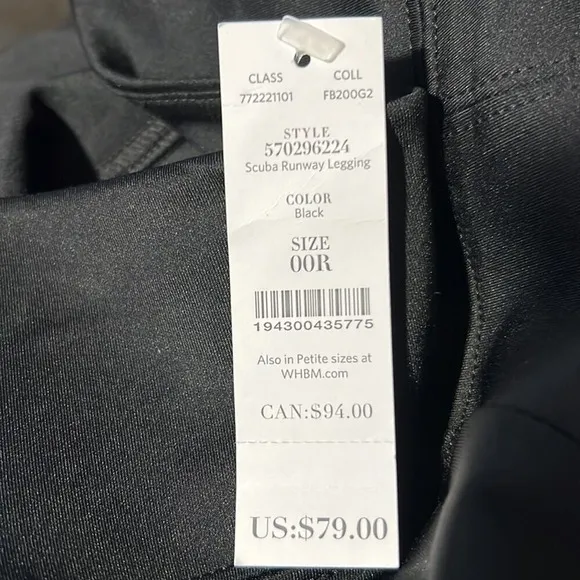 CLASS COLL
772221101 FB200G2
STYLE
570296224
Scuba Runway Legging
COLOR
Black
SIZE
00R
194300435775
Also in Petite sizes at
WHBM.com
CAN:$94.00
US:$79.00